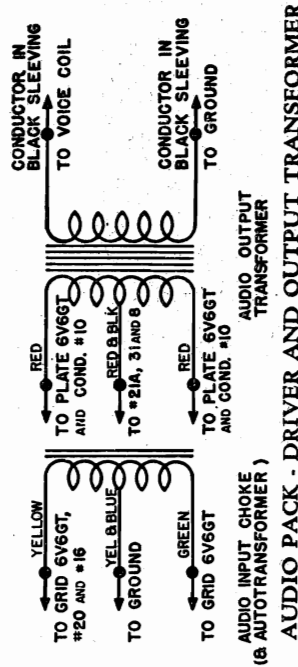 YELLOW
TO GRID 6V6GT,
#20 AND #16
YEL &BLUE
TO GROUND
GREEN
TO GRID 6V6GT
AUDIO INPUT CHOKE
(& AUTOTRANSFORMER )
RED
TO PLATE 6V6GT
AND COND. #10
RED & BLK
TO #21A, 31 AND 8
RED
TO PLATE 6V6GT
AND COND. #10
AUDIO OUTPUT
TRANSFORMER
CONDUCTOR IN
BLACK SLEEVING
TO VOICE COIL
CONDUCTOR IN
BLACK SLEEVING
TO GROUND
AUDIO PACK - DRIVER AND OUTPUT TRANSFORMER